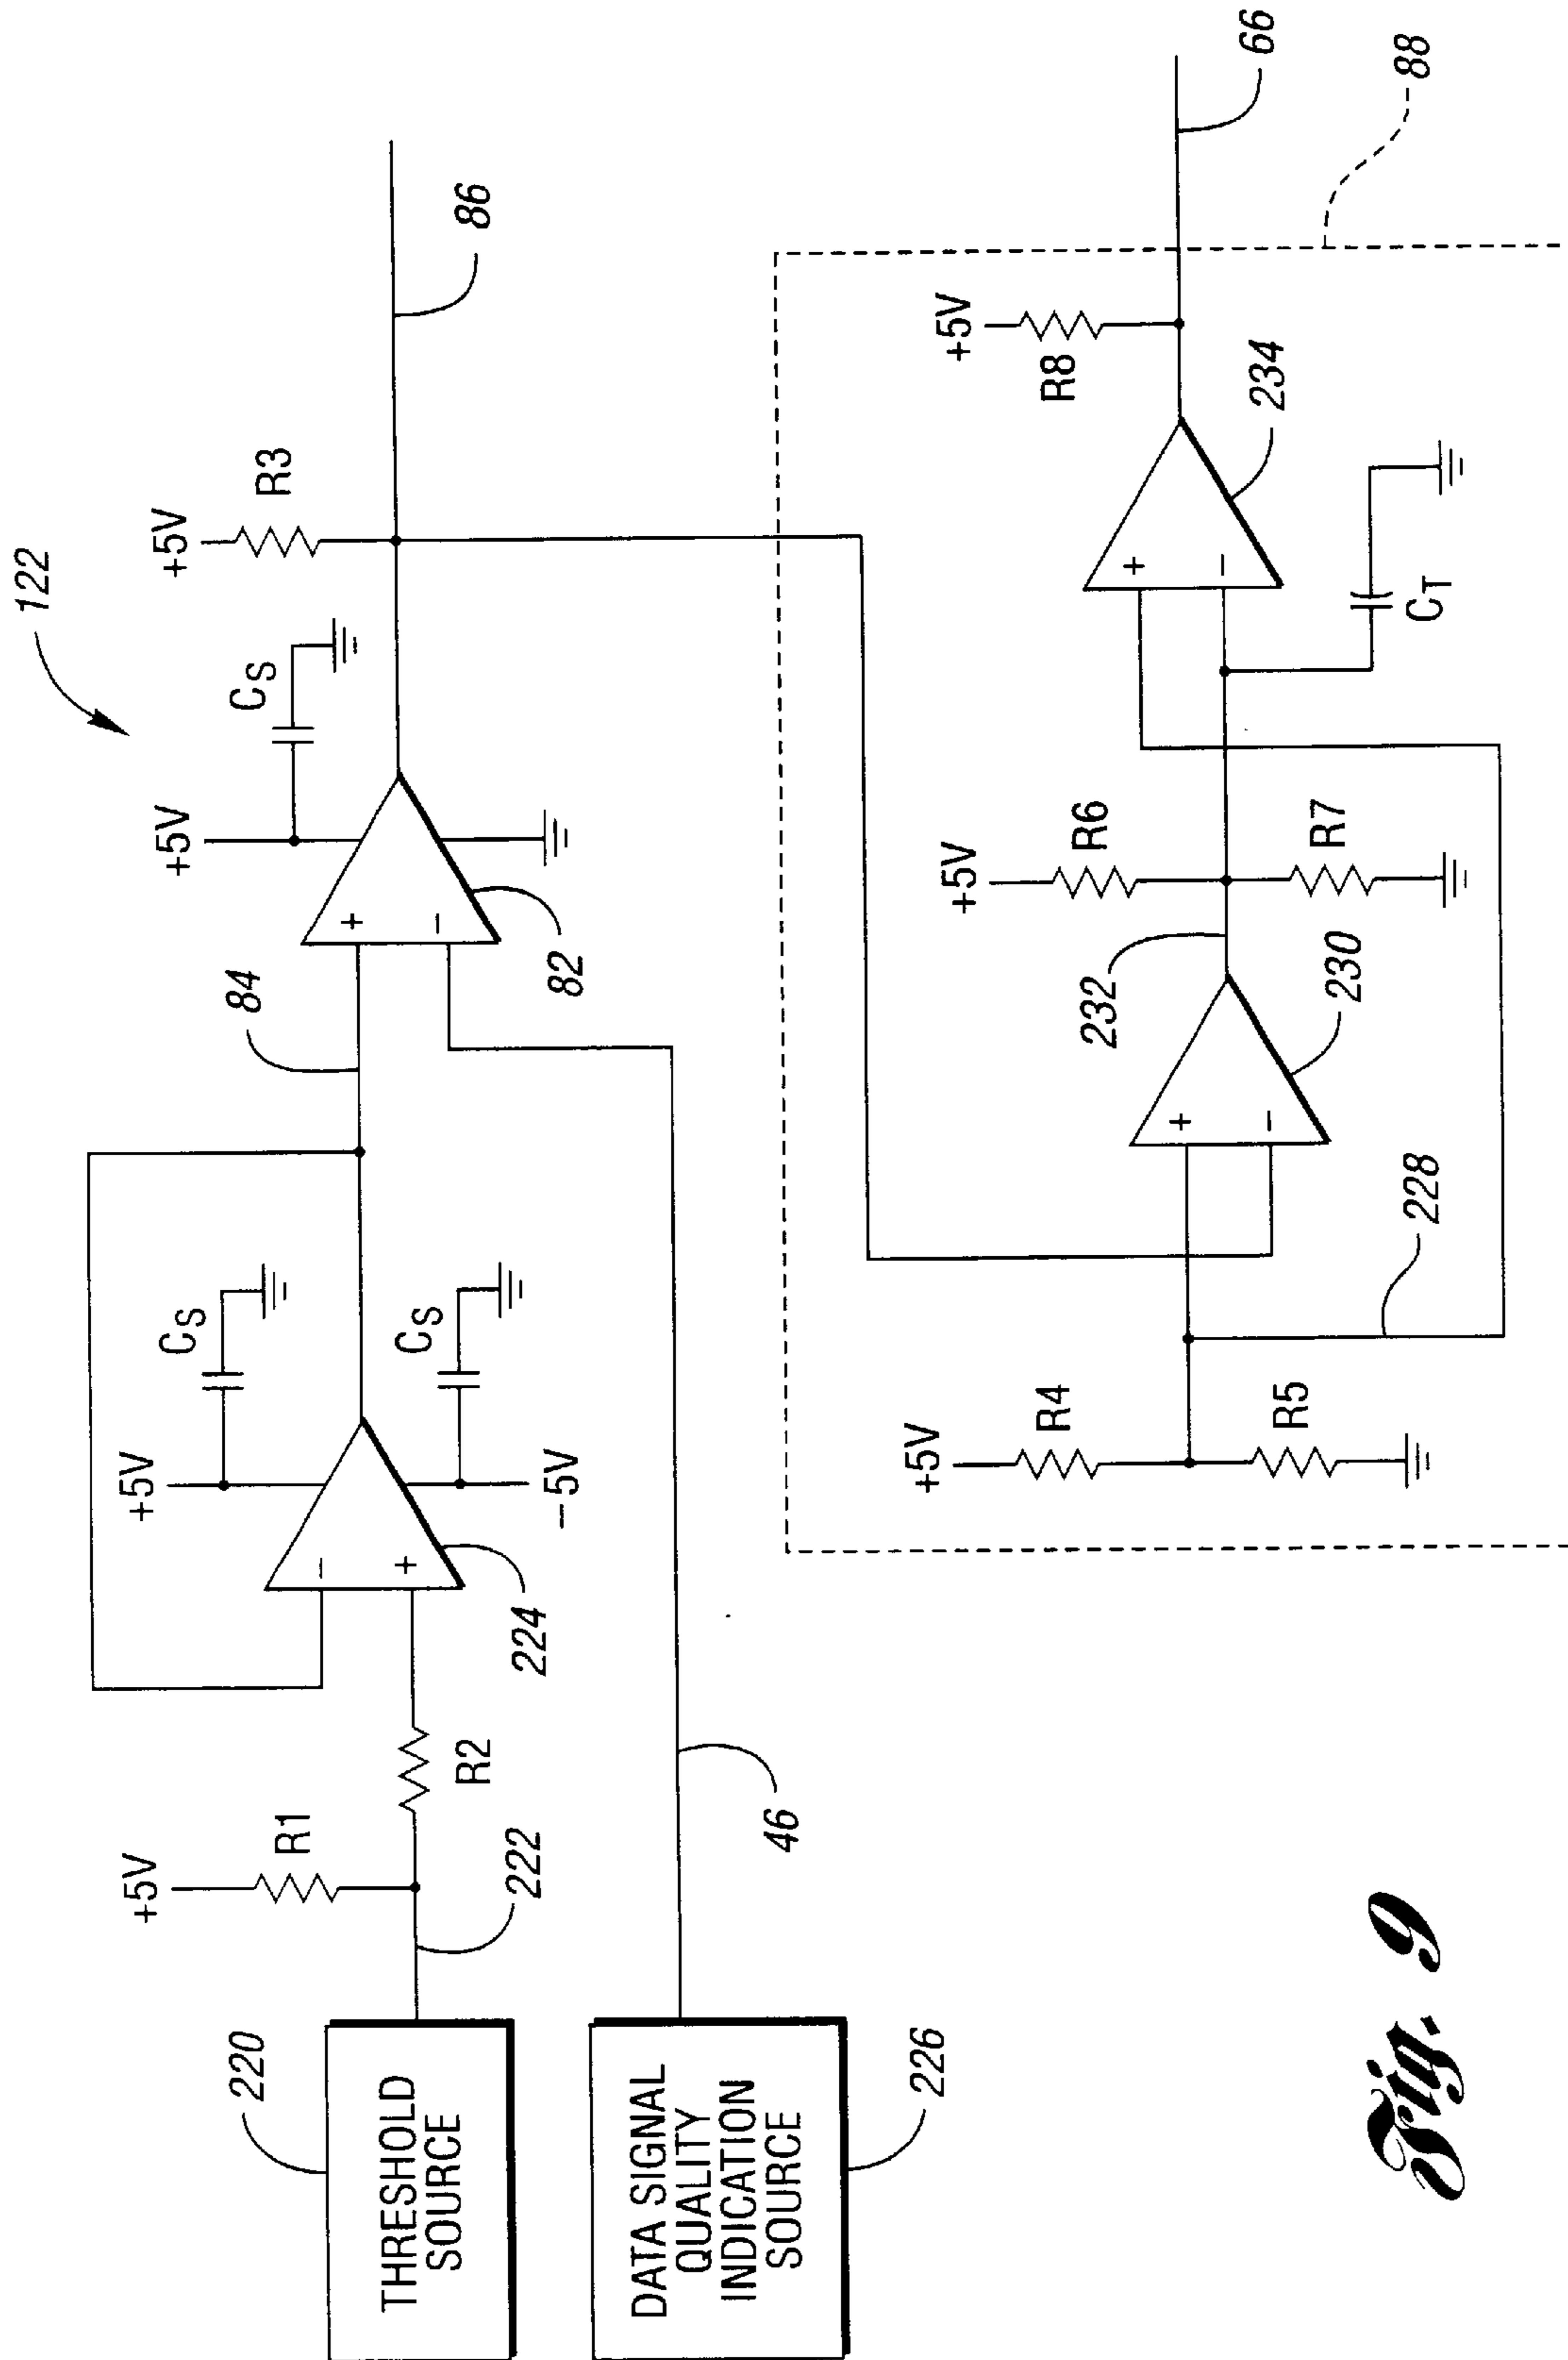 122
+5V
R3
86
+5V
CS
84
82
+5V
CS
CS
-5V
224
+5V
R1
R2
222
220
THRESHOLD
SOURCE
46
DATA SIGNAL
QUALITY
INDICATION
SOURCE
226
88
+5V
R4
R5
228
+
-
230
232
+5V
R6
R7
+
-
234
CT
+5V
R8
66
-
+
+
-
Fig. 9